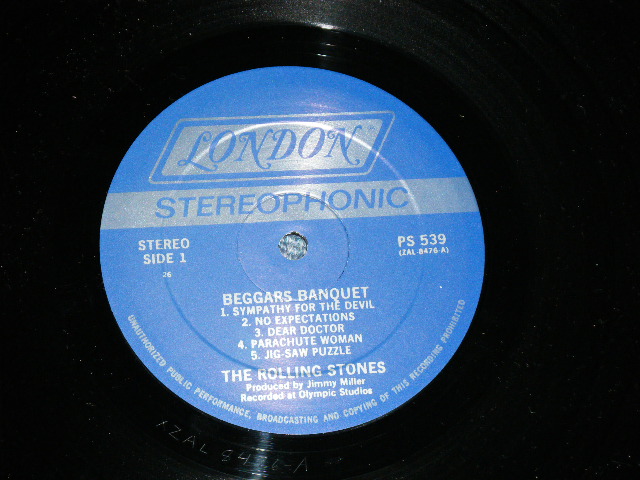 LONDON
STEREOPHONIC
STEREO
SIDE 1
26
PS 539
(ZAL-8476-A)
BEGGARS BANQUET
1. SYMPATHY FOR THE DEVIL
2. NO EXPECTATIONS
3. DEAR DOCTOR
4. PARACHUTE WOMAN
5. JIG-SAW PUZZLE
THE ROLLING STONES
Produced by Jimmy Miller
Recorded at Olympic Studios
UNAUTHORIZED PUBLIC PERFORMANCE, BROADCASTING AND COPYING OF THIS RECORDING PROHIBITED